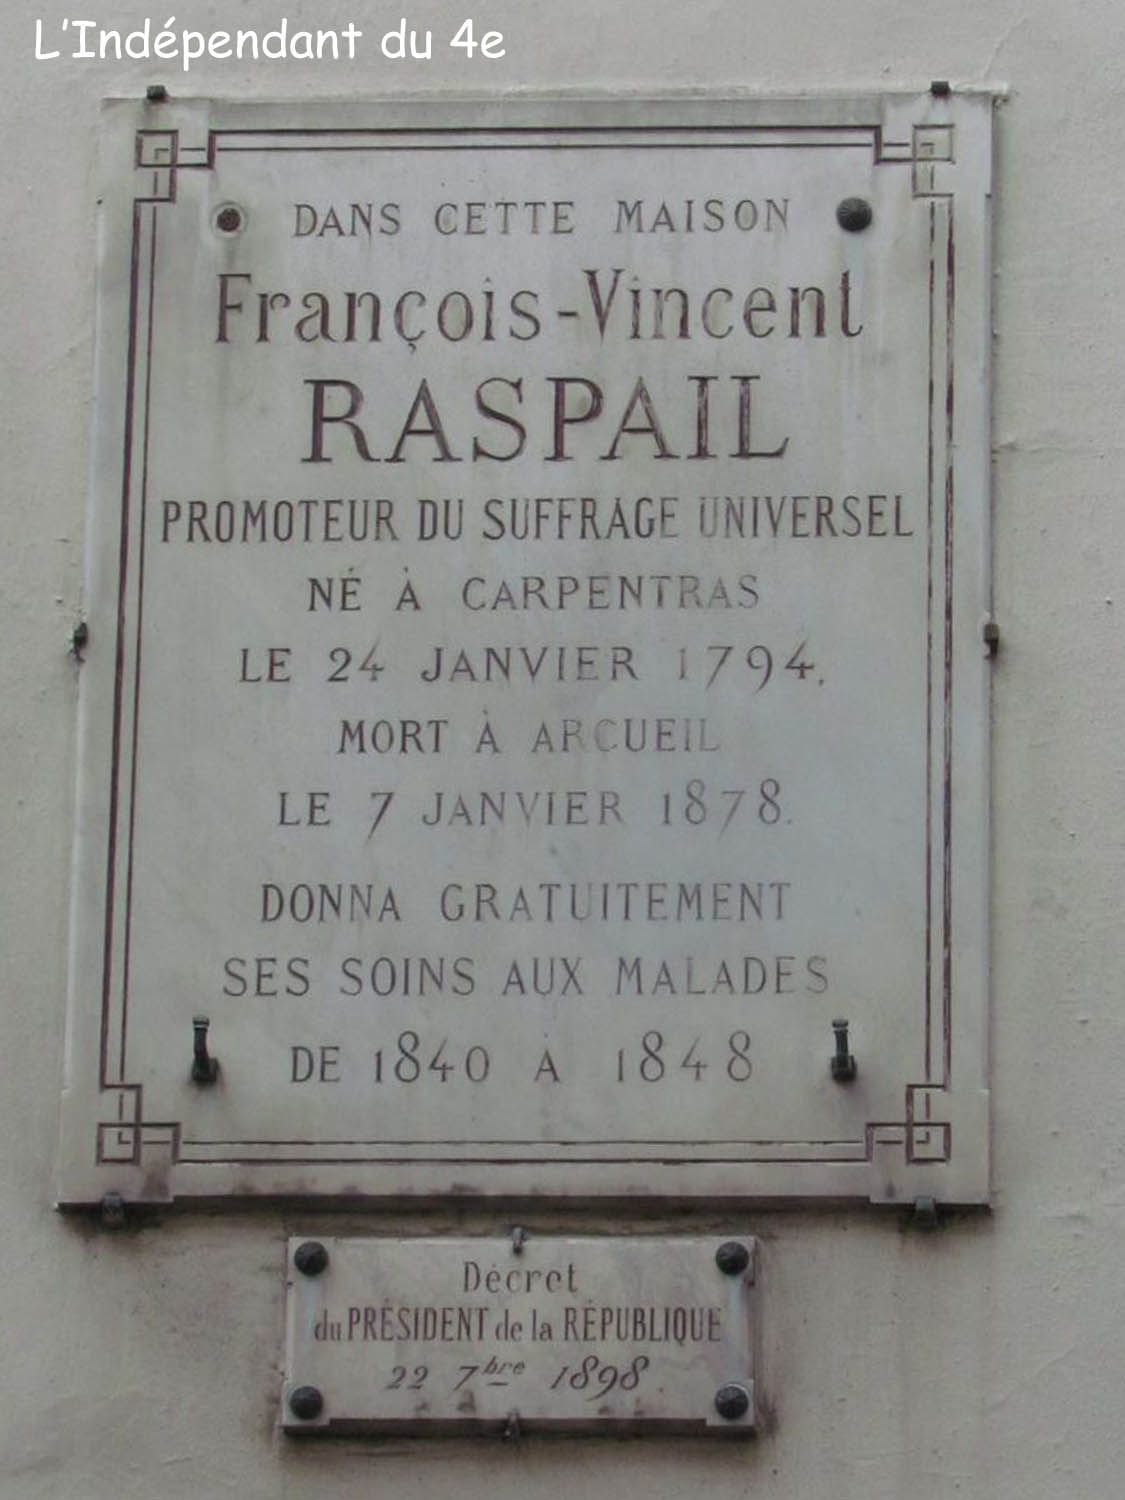 L'Indépendant du 4e
DANS CETTE MAISON
François-Vincent
RASPAIL
PROMOTEUR DU SUFFRAGE UNIVERSEL
NÉ À CARPENTRAS
LE 24 JANVIER 1794,
MORT À ARCUEIL
LE 7 JANVIER 1878.
DONNA GRATUITEMENT
SES SOINS AUX MALADES
DE 1840 A 1848
Décret
du PRÉSIDENT de la RÉPUBLIQUE
22 7bre 1898